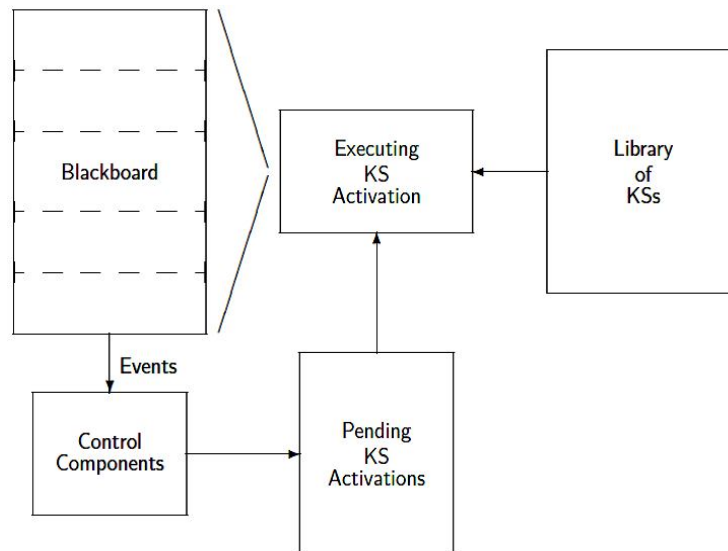 Blackboard
Executing
KS
Activation
Library
of
KSs
Events
Control
Components
Pending
KS
Activations